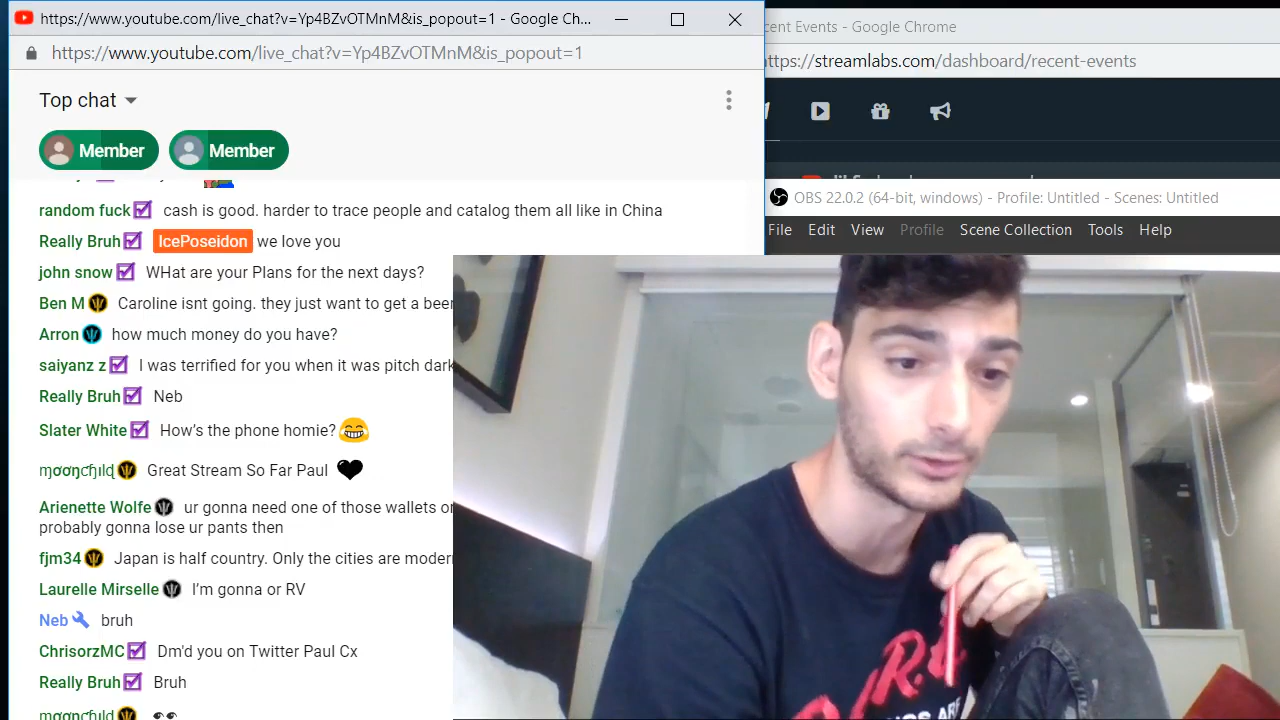 https://www.youtube.com/live_chat?v=Yp4BZvOTMnM&is_popout=1 - Google Ch...
https://www.youtube.com/live_chat?v=Yp4BZvOTMnM&is_popout=1
Top chat
Member Member
random fuck cash is good. harder to trace people and catalog them all like in China
Really Bruh IcePoseidon we love you
john snow WHat are your Plans for the next days?
Ben M Caroline isnt going. they just want to get a beer
Arron how much money do you have?
saiyanz z I was terrified for you when it was pitch dark
Really Bruh Neb
Slater White How's the phone homie?
ɱơơŋƈɧıƖɖ Great Stream So Far Paul
Arienette Wolfe ur gonna need one of those wallets or
probably gonna lose ur pants then
fjm34 Japan is half country. Only the cities are modern
Laurelle Mirselle I'm gonna or RV
Neb bruh
ChrisorzMC Dm'd you on Twitter Paul Cx
Really Bruh Bruh
cent Events - Google Chrome
https://streamlabs.com/dashboard/recent-events
OBS 22.0.2 (64-bit, windows) - Profile: Untitled - Scenes: Untitled
File Edit View Profile Scene Collection Tools Help